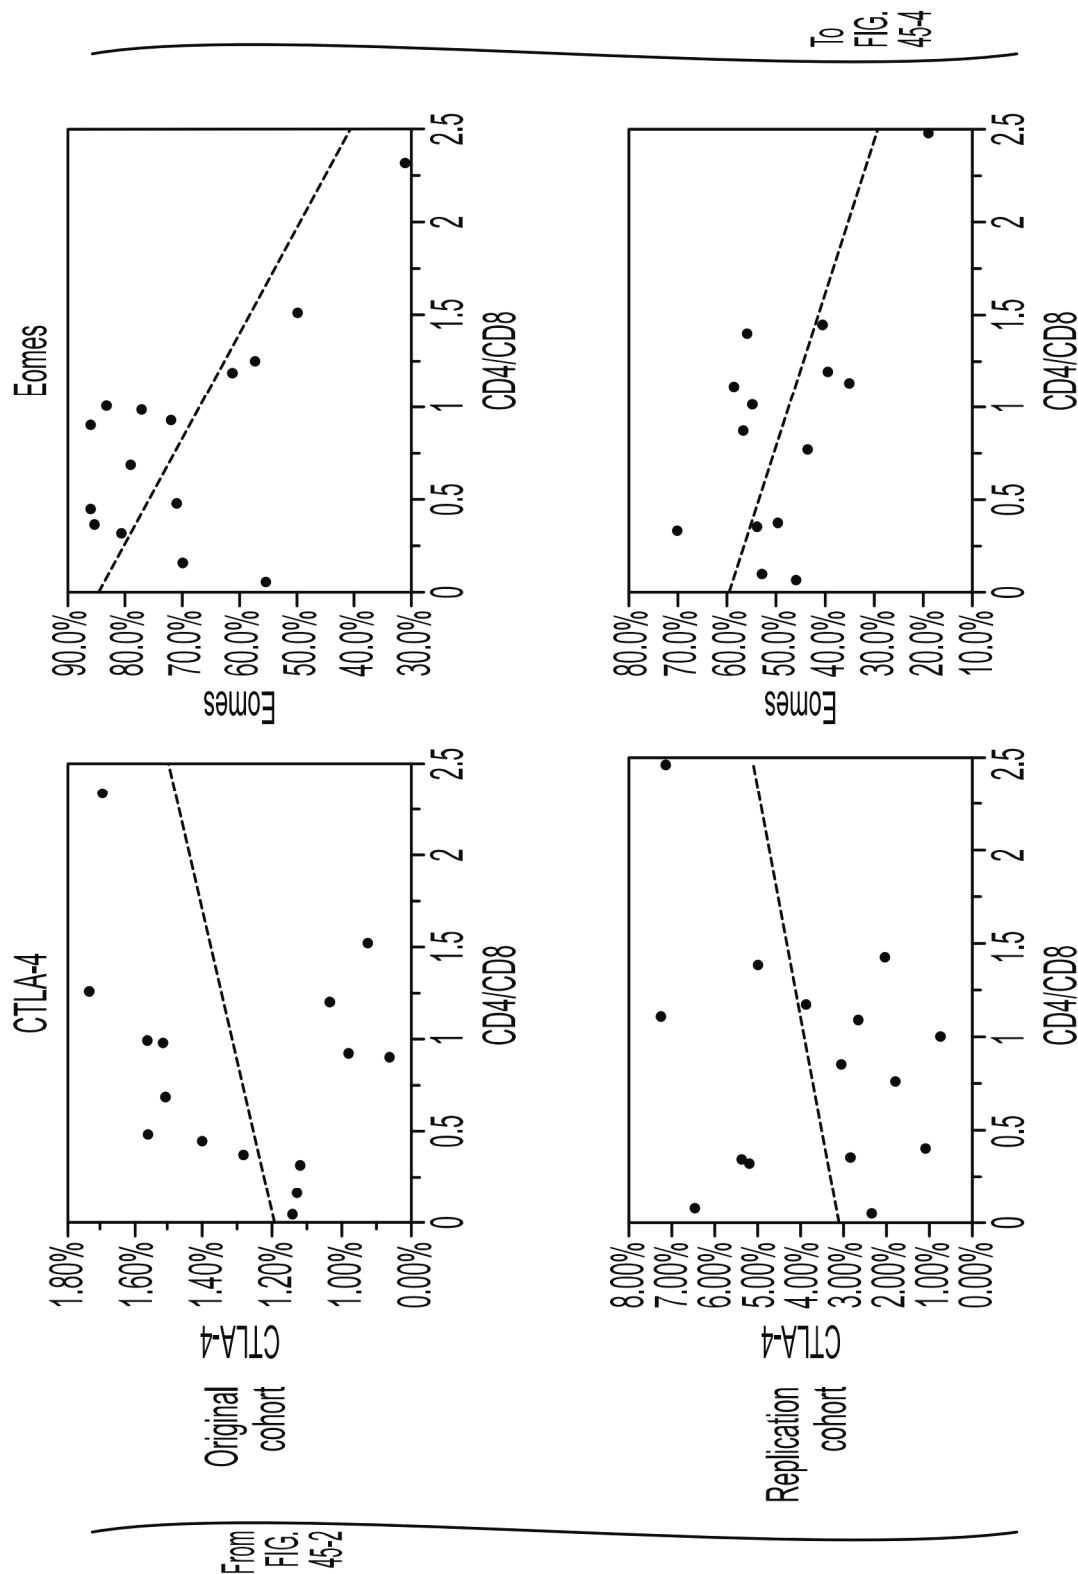 From
FIG.
45-2
Original
cohort
CTLA-4
CTLA-4
1.80%
1.60%
1.40%
1.20%
1.00%
0.00%
0 0.5 1 1.5 2 2.5
CD4/CD8
Eomes
Eomes
90.0%
80.0%
70.0%
60.0%
50.0%
40.0%
30.0%
0 0.5 1 1.5 2 2.5
CD4/CD8
Replication
cohort
CTLA-4
8.00%
7.00%
6.00%
5.00%
4.00%
3.00%
2.00%
1.00%
0.00%
0 0.5 1 1.5 2 2.5
CD4/CD8
Eomes
80.0%
70.0%
60.0%
50.0%
40.0%
30.0%
20.0%
10.0%
0 0.5 1 1.5 2 2.5
CD4/CD8
To
FIG.
45-4